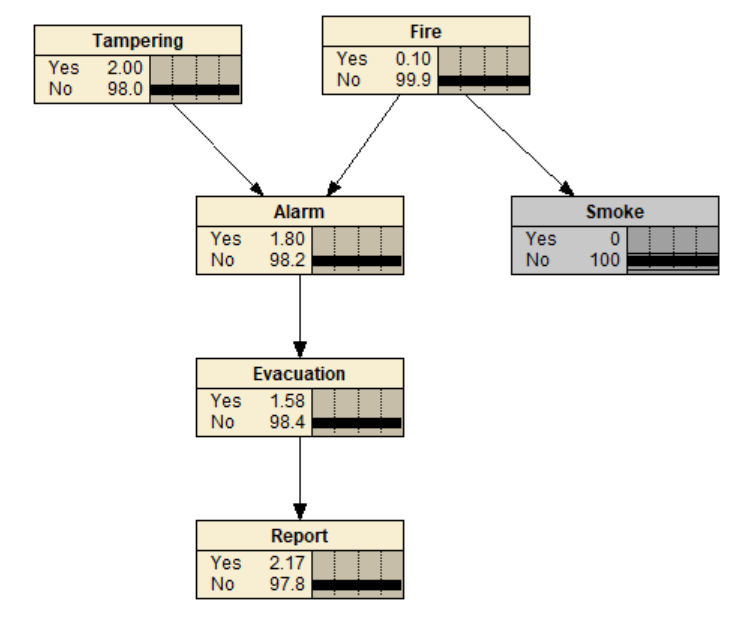 Tampering
Yes 2.00
No 98.0
Fire
Yes 0.10
No 99.9
Alarm
Yes 1.80
No 98.2
Smoke
Yes 0
No 100
Evacuation
Yes 1.58
No 98.4
Report
Yes 2.17
No 97.8